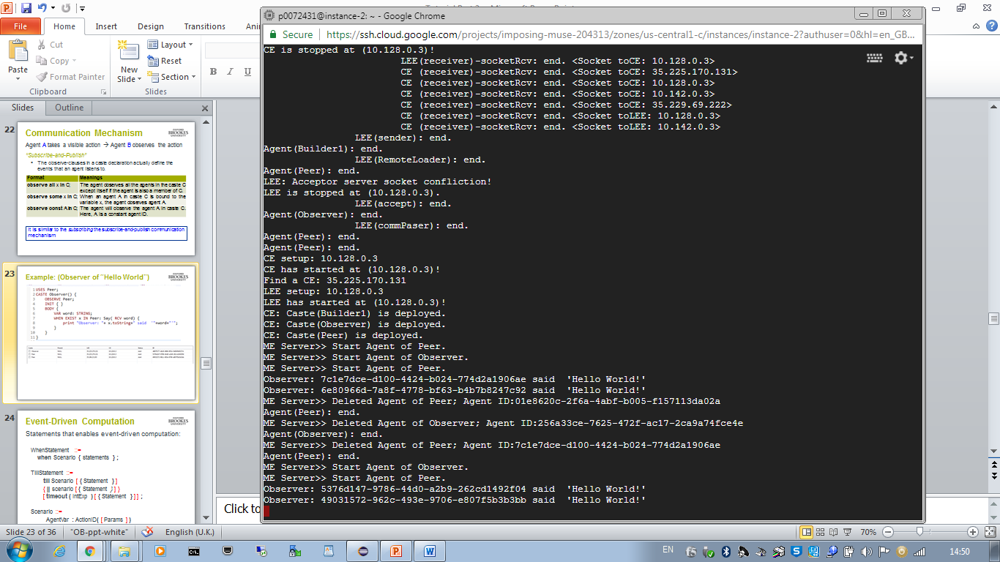 p0072431@instance-2: ~ - Google Chrome
File
Home
Insert
Design
Transitions
Paste
Cut
Copy
Format Painter
Clipboard
New
Slide
Layout
Reset
Section
Slides
B I U
Secure
https://ssh.cloud.google.com/projects/imposing-muse-204313/zones/us-central1-c/instances/instance-2?authuser=0&hl=en_GB...
Slides
Outline
22
Communication Mechanism
OXFORD
BROOKES
UNIVERSITY
Agent A takes a visible action → Agent B observes the action
"Subscribe-and-Publish"
• The observe-clauses in a caste declaration actually define the
events that an agent listens to.
Format Meanings
observe all x in C; The agent observes all the agents in the caste C
except itself if the agent is also a member of C.
observe some x in C; When an agent A in caste C is bound to the
variable x, the agent observes agent A.
observe const A in C; The agent will observe the agent A in caste C.
Here, A is a constant agent ID.
It is similar to the subscribing the subscribe-and-publish communication
mechanism
23
Example: (Observer of "Hello World")
OXFORD
BROOKES
UNIVERSITY
1 USES Peer;
2 CASTE Observer() {
3 OBSERVE Peer;
4 INIT { }
5 BODY {
6 VAR word: STRING;
7 WHEN EXIST x IN Peer: Say( RCV word) {
8 print "Observer: "+ x.toString+" said '"+word+"'";
9 }
10 }
11 }
24
Event-Driven Computation
OXFORD
BROOKES
UNIVERSITY
Statements that enables event-driven computation:
WhenStatement ::=
when Scenario { statements } ;
TillStatement ::=
till Scenario [ { Statement } ]
{ || scenario [ { Statement } ] }
[ timeout ( IntExp ) [ { Statement } ] ] ;
Scenario ::=
AgentVar : ActionID( [ Params ] )
CE is stopped at (10.128.0.3)!
LEE(receiver)-socketRcv: end. <Socket toCE: 10.128.0.3>
CE (receiver)-socketRcv: end. <Socket toCE: 35.225.170.131>
CE (receiver)-socketRcv: end. <Socket toCE: 10.128.0.3>
CE (receiver)-socketRcv: end. <Socket toCE: 10.142.0.3>
CE (receiver)-socketRcv: end. <Socket toCE: 35.229.69.222>
CE (receiver)-socketRcv: end. <Socket toLEE: 10.128.0.3>
CE (receiver)-socketRcv: end. <Socket toLEE: 10.142.0.3>
LEE(sender): end.
Agent(Builder1): end.
LEE(RemoteLoader): end.
Agent(Peer): end.
LEE: Acceptor server socket confliction!
LEE is stopped at (10.128.0.3).
LEE(accept): end.
Agent(Observer): end.
LEE(commPaser): end.
Agent(Peer): end.
Agent(Peer): end.
CE setup: 10.128.0.3
CE has started at (10.128.0.3)!
Find a CE: 35.225.170.131
LEE setup: 10.128.0.3
LEE has started at (10.128.0.3)!
CE: Caste(Builder1) is deployed.
CE: Caste(Observer) is deployed.
CE: Caste(Peer) is deployed.
ME Server>> Start Agent of Peer.
ME Server>> Start Agent of Observer.
ME Server>> Start Agent of Peer.
Observer: 7c1e7dce-d100-4424-b024-774d2a1906ae said 'Hello World!'
Observer: 6e80966d-7a8f-4778-bf63-b4b7b8247c92 said 'Hello World!'
ME Server>> Deleted Agent of Peer; Agent ID:01e8620c-2f6a-4abf-b005-f157113da02a
Agent(Peer): end.
ME Server>> Deleted Agent of Observer; Agent ID:256a33ce-7625-472f-ac17-2ca9a74fce4e
Agent(Observer): end.
ME Server>> Deleted Agent of Peer; Agent ID:7c1e7dce-d100-4424-b024-774d2a1906ae
Agent(Peer): end.
ME Server>> Start Agent of Observer.
ME Server>> Start Agent of Peer.
Observer: 5376d147-9786-44d0-a2b9-262cd1492f04 said 'Hello World!'
Observer: 49031572-962c-493e-9706-e807f5b3b3bb said 'Hello World!'
Click to
Slide 23 of 36
"OB-ppt-white"
English (U.K.)
70%
EN
14:50